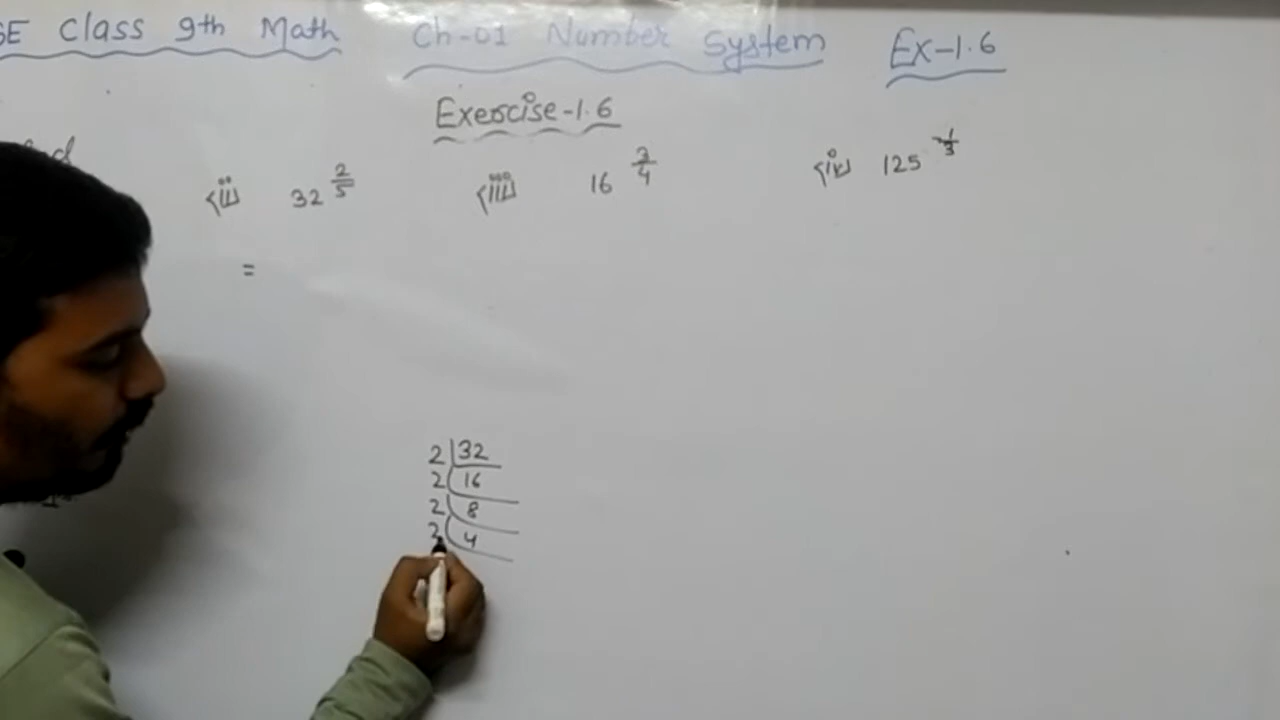 SE Class 9th Math Ch-01 Number System Ex-1.6
Exercise-1.6
(ii) 32^2/5 (iii) 16^3/4 (iv) 125^-1/3
=
2 | 32
2 | 16
2 | 8
2 | 4